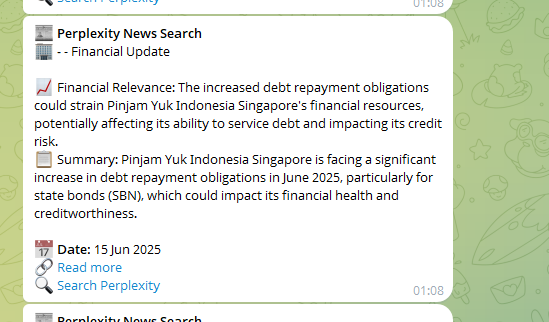 Search Perplexity
01:08
Perplexity News Search
- - Financial Update
Financial Relevance: The increased debt repayment obligations
could strain Pinjam Yuk Indonesia Singapore's financial resources,
potentially affecting its ability to service debt and impacting its credit
risk.
Summary: Pinjam Yuk Indonesia Singapore is facing a significant
increase in debt repayment obligations in June 2025, particularly for
state bonds (SBN), which could impact its financial health and
creditworthiness.
17 Date: 15 Jun 2025
Read more
Search Perplexity
01:08
Perplexity News Search